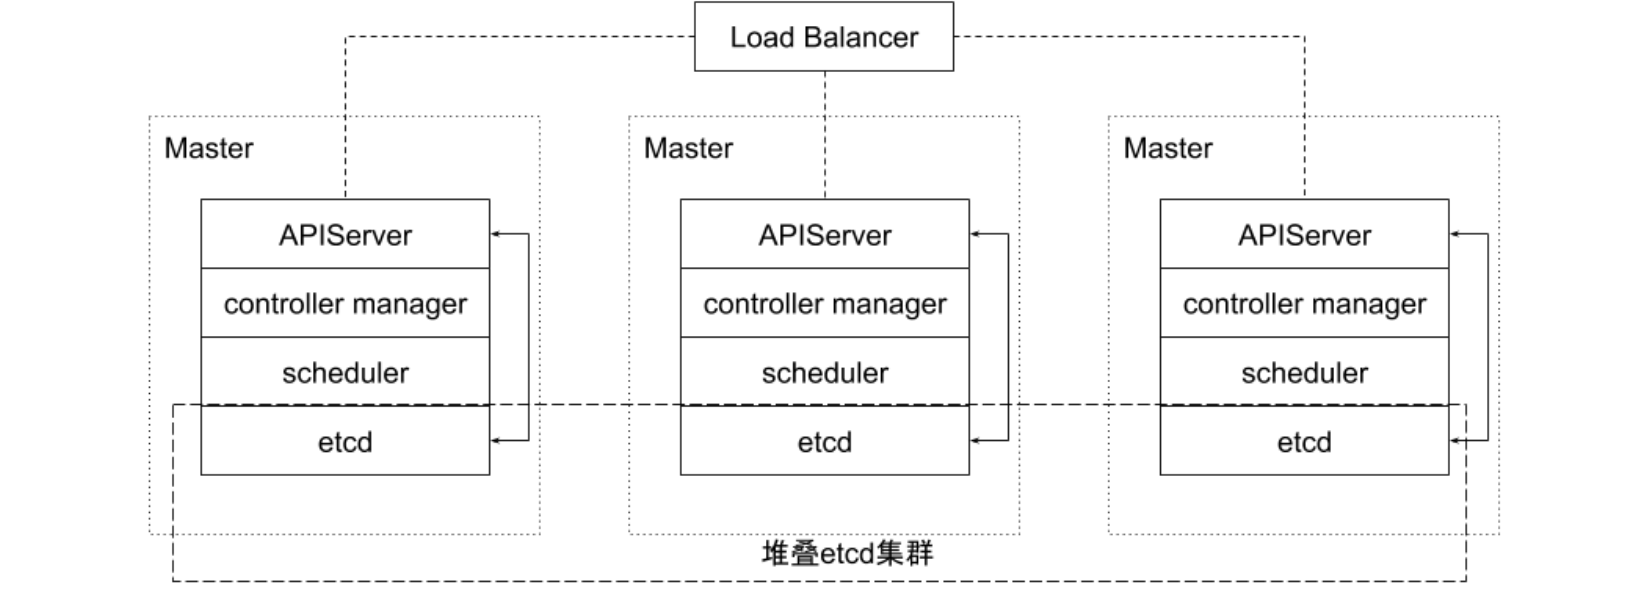 Load Balancer
Master
APIServer
controller manager
scheduler
etcd
Master
APIServer
controller manager
scheduler
etcd
Master
APIServer
controller manager
scheduler
etcd
堆叠etcd集群